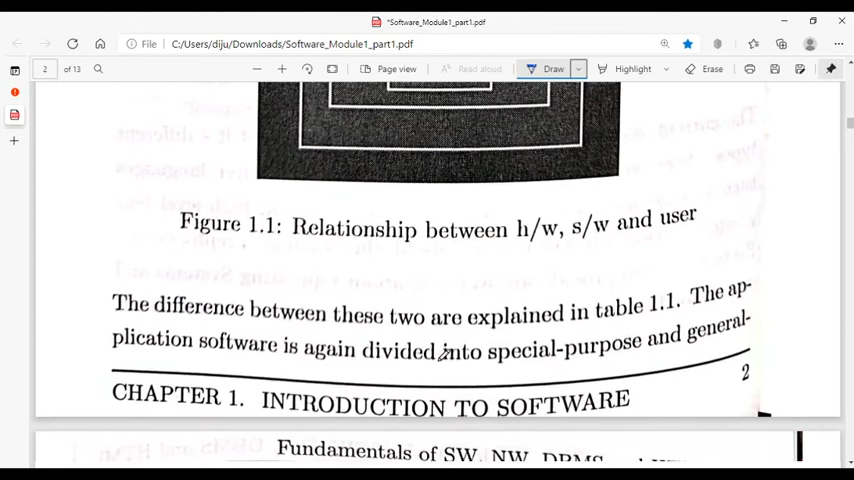 *Software_Module1_part1.pdf
File
C:/Users/diju/Downloads/Software_Module1_part1.pdf
2 of 13
Page view
Read aloud
Draw
Highlight
Erase
Figure 1.1: Relationship between h/w, s/w and user
The difference between these two are explained in table 1.1. The ap-
plication software is again divided into special-purpose and general-
2
CHAPTER 1. INTRODUCTION TO SOFTWARE
Fundamentals of SW, NW, DBMS and HTML